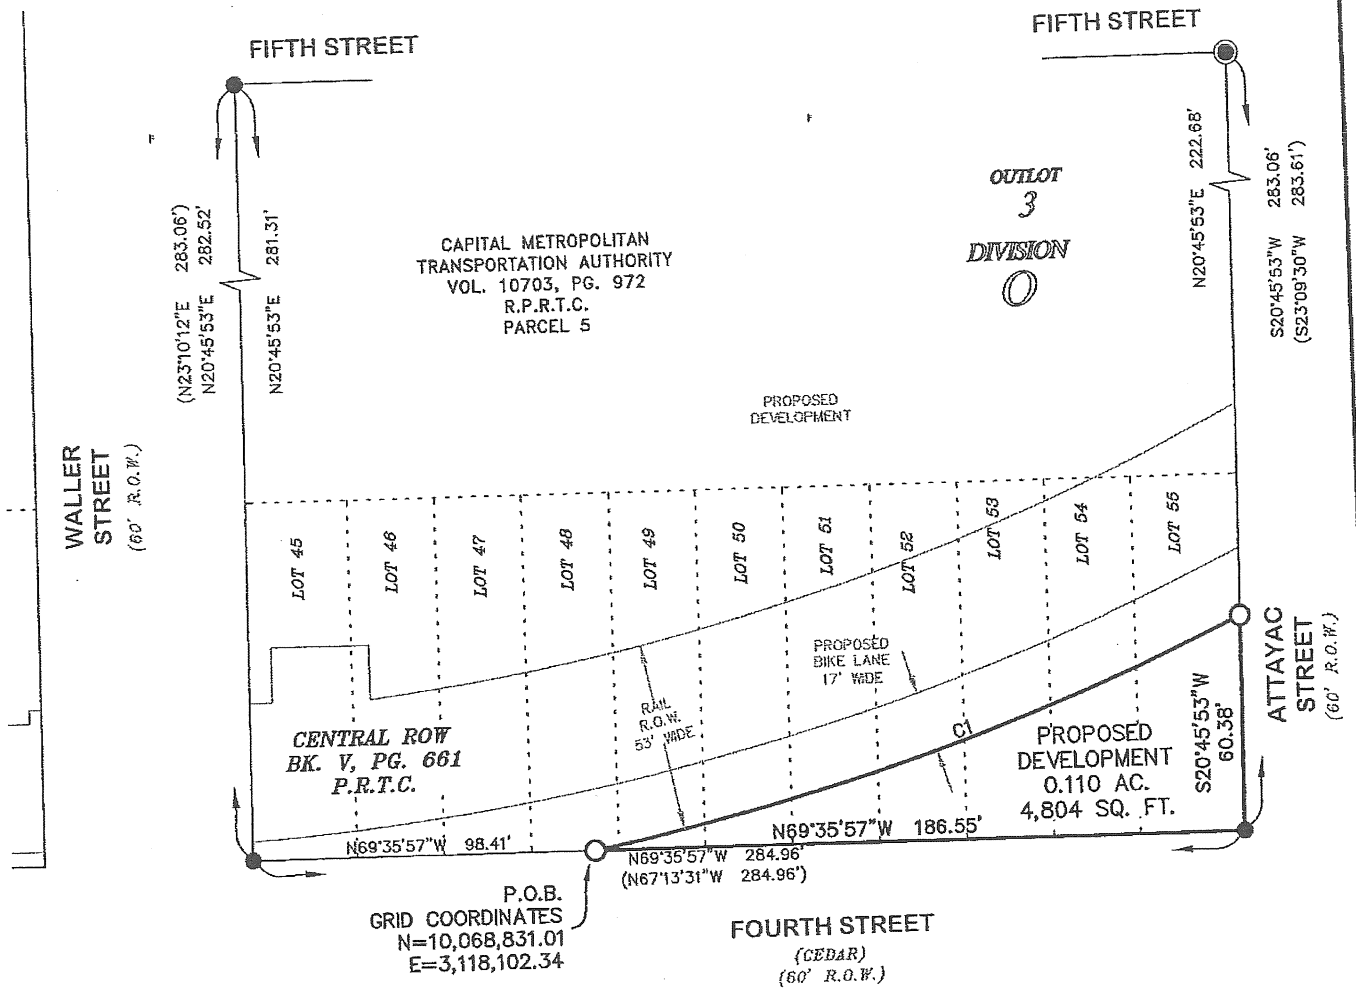 FIFTH STREET
FIFTH STREET
(N23°10'12"E 283.06')
N20°45'53"E 282.52'
N20°45'53"E 281.31'
CAPITAL METROPOLITAN
TRANSPORTATION AUTHORITY
VOL. 10703, PG. 972
R.P.R.T.C.
PARCEL 5
OUTLOT
3
DIVISION
O
N20°45'53"E 222.68'
S20°45'53"W 283.06'
(S23°09'30"W 283.61')
PROPOSED
DEVELOPMENT
WALLER
STREET
(60' R.O.W.)
LOT 45
LOT 46
LOT 47
LOT 48
LOT 49
LOT 50
LOT 51
LOT 52
LOT 53
LOT 54
LOT 55
ATTAYAC
STREET
(60' R.O.W.)
PROPOSED
BIKE LANE
17' WIDE
RAIL
R.O.W.
53' WIDE
CENTRAL ROW
BK. V, PG. 661
P.R.T.C.
C1
PROPOSED
DEVELOPMENT
0.110 AC.
4,804 SQ. FT.
S20°45'53"W
60.38'
N69°35'57"W 98.41'
N69°35'57"W 186.55'
N69°35'57"W 284.96'
(N67°13'31"W 284.96')
P.O.B.
GRID COORDINATES
N=10,068,831.01
E=3,118,102.34
FOURTH STREET
(CEDAR)
(60' R.O.W.)